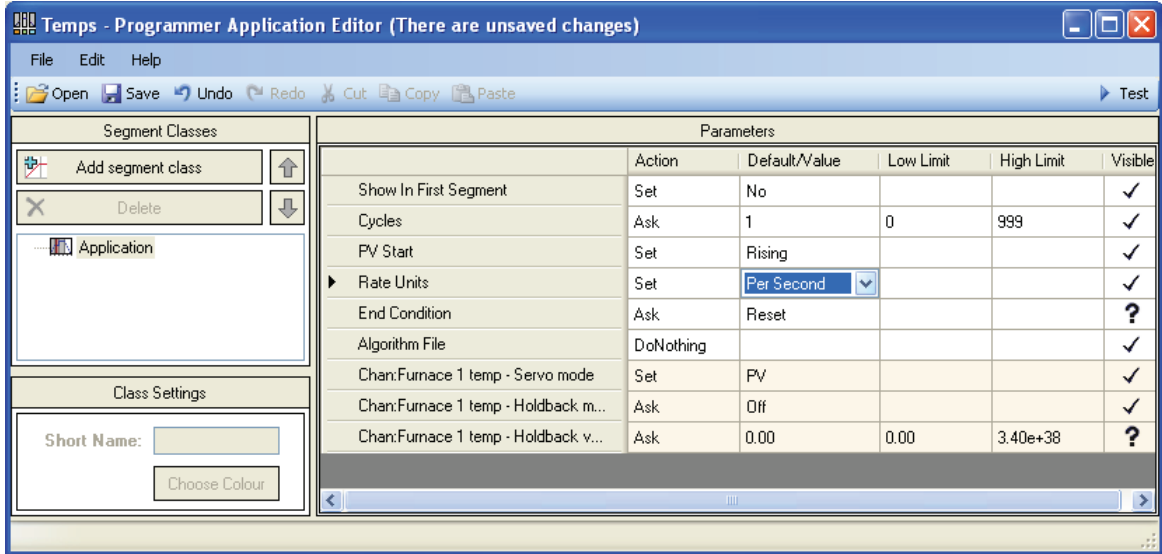 Temps - Programmer Application Editor (There are unsaved changes)
File Edit Help
Open Save Undo Redo Cut Copy Paste Test
Segment Classes
Add segment class
Delete
Application
Class Settings
Short Name:
Choose Colour
Parameters
Action Default/Value Low Limit High Limit Visible
Show In First Segment Set No
Cycles Ask 1 0 999
PV Start Set Rising
Rate Units Set Per Second
End Condition Ask Reset ?
Algorithm File DoNothing
Chan:Furnace 1 temp - Servo mode Set PV
Chan:Furnace 1 temp - Holdback m... Ask Off
Chan:Furnace 1 temp - Holdback v... Ask 0.00 0.00 3.40e+38 ?